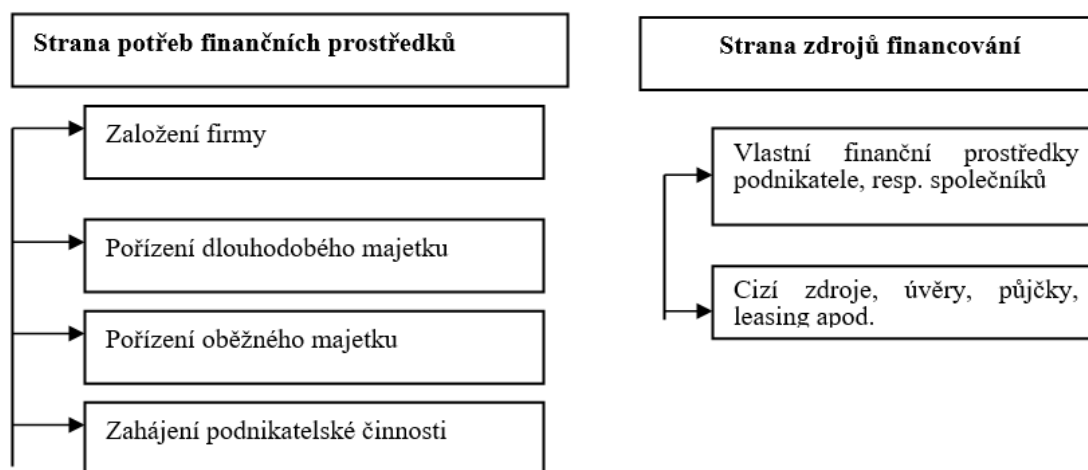 Strana potřeb finančních prostředků
Založení firmy
Pořízení dlouhodobého majetku
Pořízení oběžného majetku
Zahájení podnikatelské činnosti
Strana zdrojů financování
Vlastní finanční prostředky
podnikatele, resp. společníků
Cizí zdroje, úvěry, půjčky,
leasing apod.